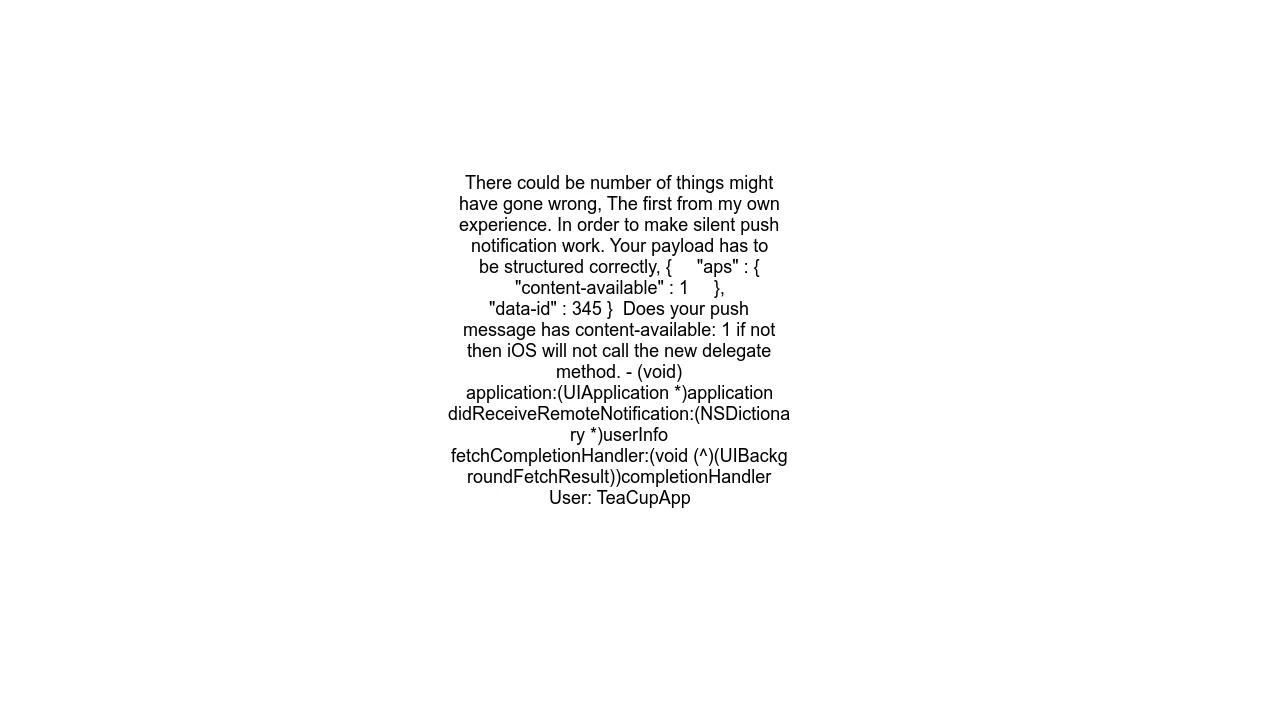 There could be number of things might
have gone wrong, The first from my own
experience. In order to make silent push
notification work. Your payload has to
be structured correctly, {     "aps" : {
"content-available" : 1     },
"data-id" : 345 }  Does your push
message has content-available: 1 if not
then iOS will not call the new delegate
method. - (void)
application:(UIApplication *)application
didReceiveRemoteNotification:(NSDictiona
ry *)userInfo
fetchCompletionHandler:(void (^)(UIBackg
roundFetchResult))completionHandler
User: TeaCupApp